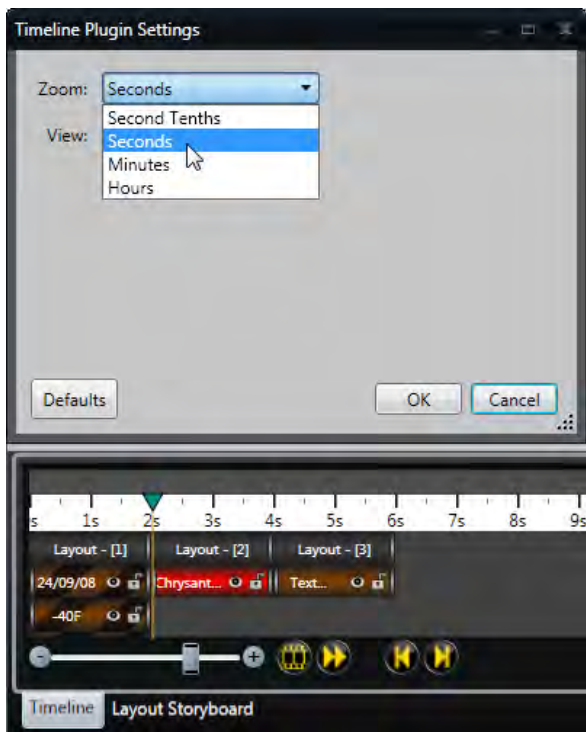 Timeline Plugin Settings
Zoom: Seconds
Second Tenths
View: Seconds
Minutes
Hours
Defaults OK Cancel
s 1s 2s 3s 4s 5s 6s 7s 8s 9s
Layout - [1] Layout - [2] Layout - [3]
24/09/08 Chrysant... Text...
-40F
Timeline Layout Storyboard